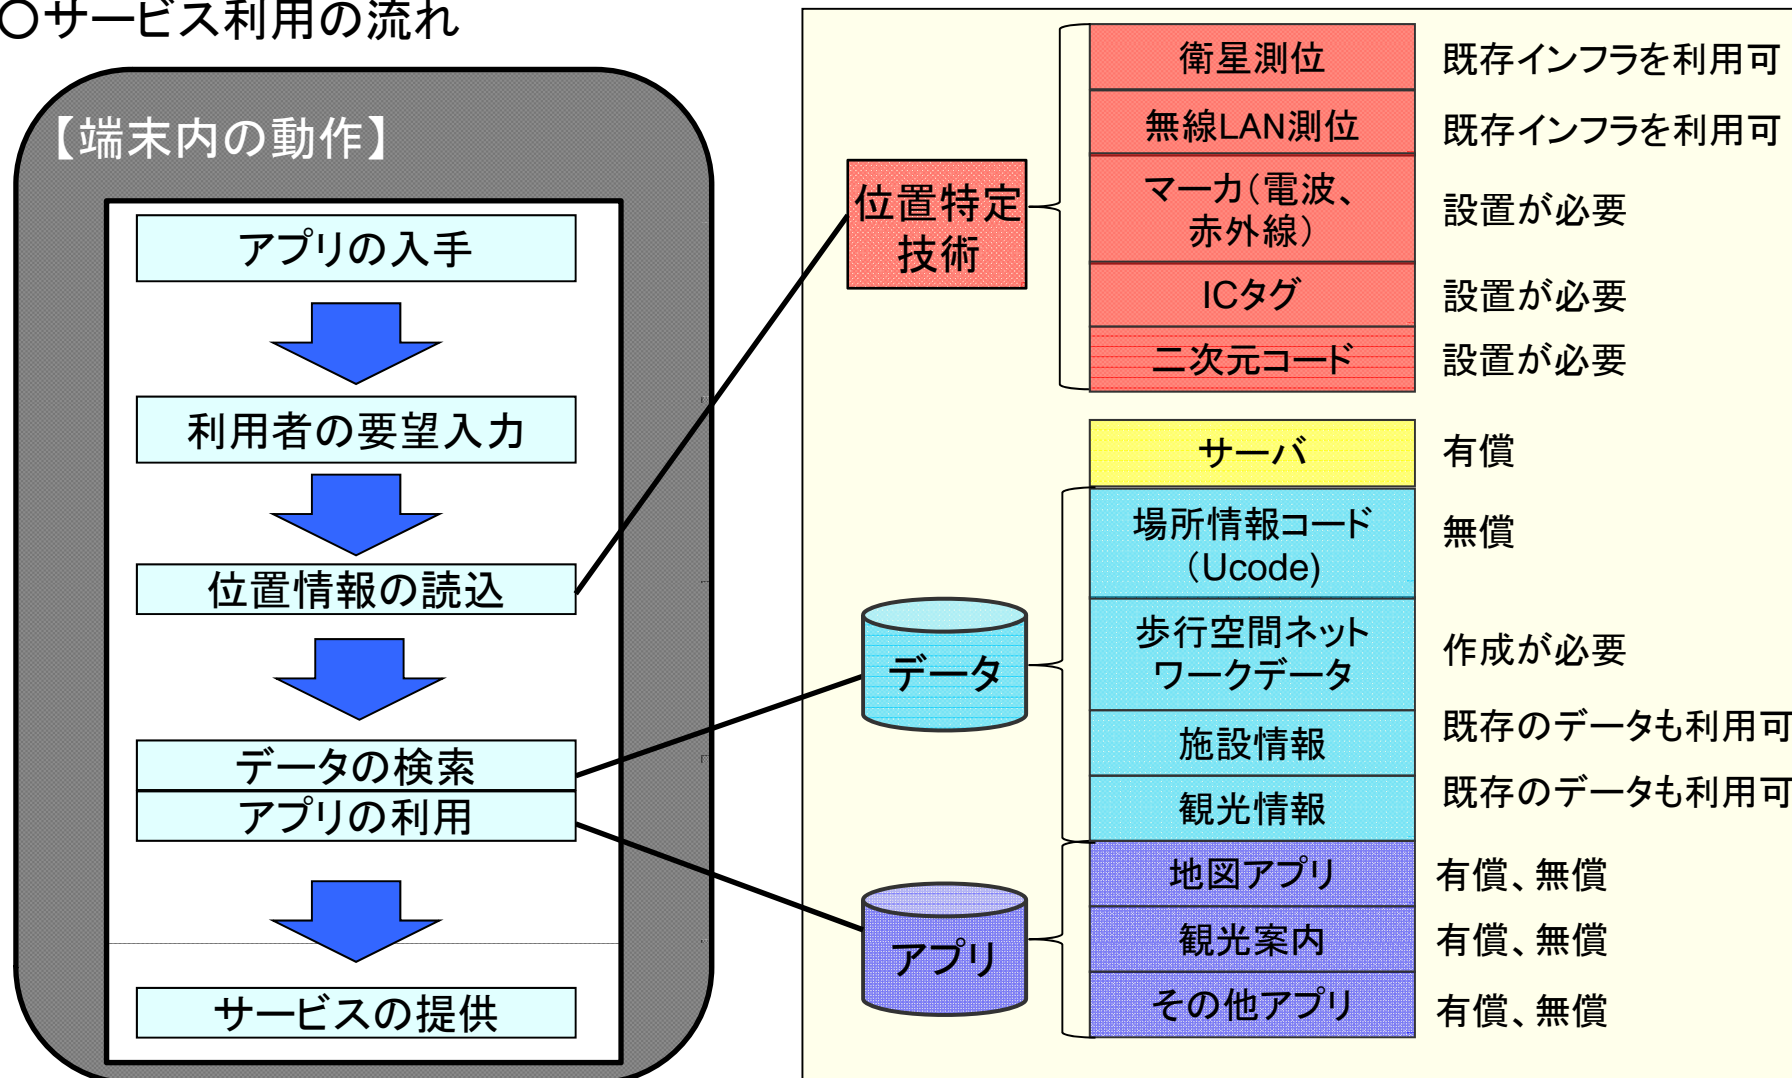 〇サービス利用の流れ
【端末内の動作】
アプリの入手
利用者の要望入力
位置情報の読込
データの検索
アプリの利用
サービスの提供
位置特定
技術
衛星測位
既存インフラを利用可
無線LAN測位
既存インフラを利用可
マーカ(電波、
赤外線)
設置が必要
ICタグ
設置が必要
二次元コード
設置が必要
サーバ
有償
データ
場所情報コード
(Ucode)
無償
歩行空間ネット
ワークデータ
作成が必要
施設情報
既存のデータも利用可
観光情報
既存のデータも利用可
アプリ
地図アプリ
有償、無償
観光案内
有償、無償
その他アプリ
有償、無償